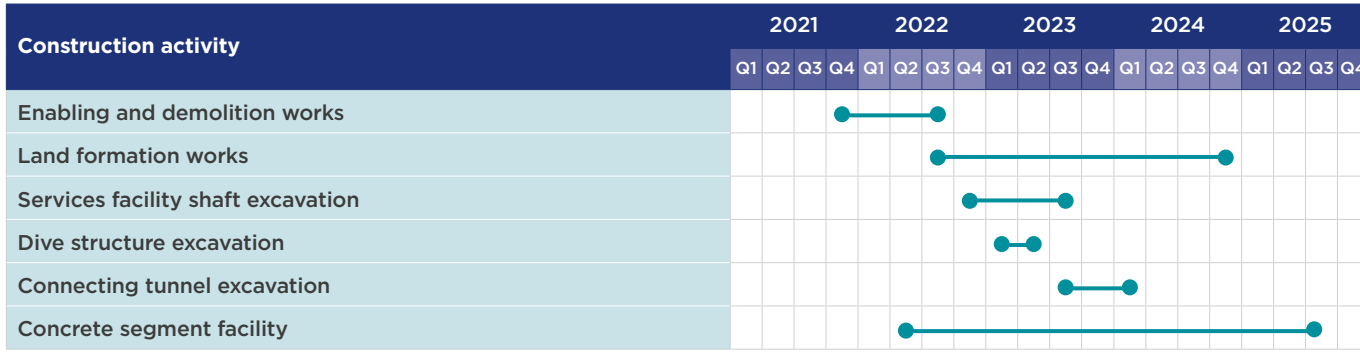 Construction activity
2021 2022 2023 2024 2025
Q1 Q2 Q3 Q4 Q1 Q2 Q3 Q4 Q1 Q2 Q3 Q4 Q1 Q2 Q3 Q4 Q1 Q2 Q3 Q4
Enabling and demolition works
Land formation works
Services facility shaft excavation
Dive structure excavation
Connecting tunnel excavation
Concrete segment facility